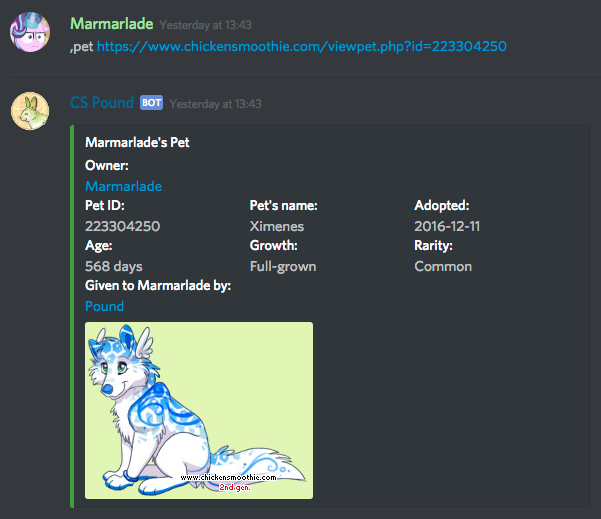 Marmarlade Yesterday at 13:43
,pet https://www.chickensmoothie.com/viewpet.php?id=223304250
CS Pound BOT Yesterday at 13:43
Marmarlade's Pet
Owner:
Marmarlade
Pet ID: Pet's name: Adopted:
223304250 Ximenes 2016-12-11
Age: Growth: Rarity:
568 days Full-grown Common
Given to Marmarlade by:
Pound
www.chickensmoothie.com
2nd gen.